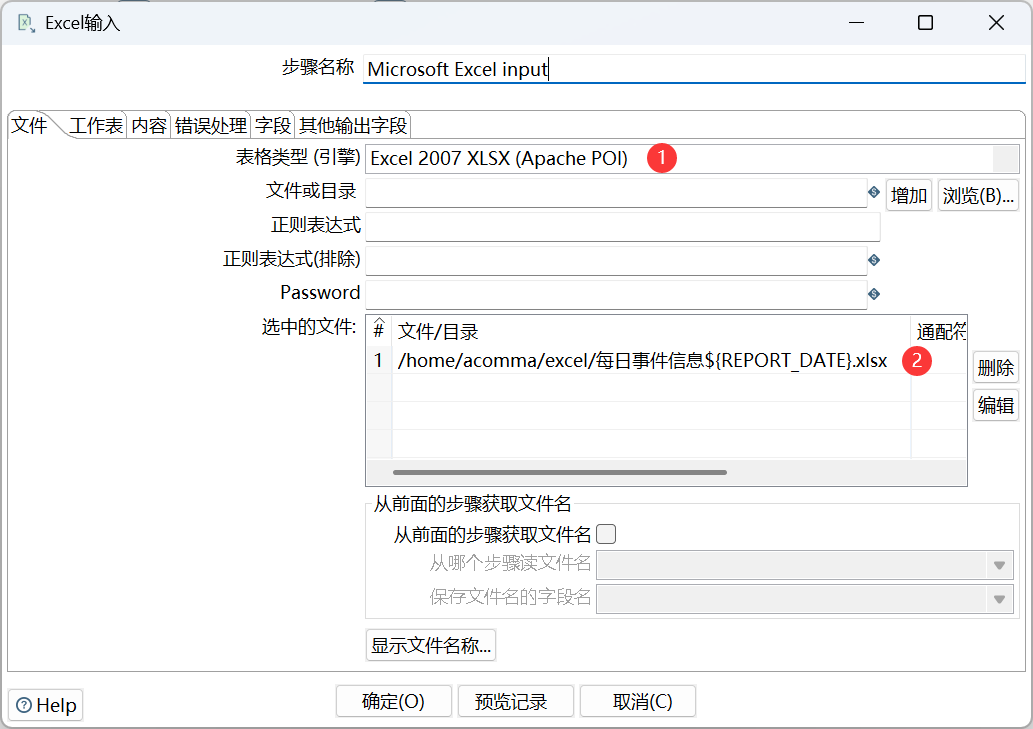 Excel输入
步骤名称 Microsoft Excel input
文件 工作表 内容 错误处理 字段 其他输出字段
表格类型 (引擎) Excel 2007 XLSX (Apache POI) 1
文件或目录 增加 浏览(B)...
正则表达式
正则表达式(排除)
Password
选中的文件: # 文件/目录 通配符
1 /home/acomma/excel/每日事件信息${REPORT_DATE}.xlsx 2
删除
编辑
从前面的步骤获取文件名
从前面的步骤获取文件名
从哪个步骤读文件名
保存文件名的字段名
显示文件名称...
Help 确定(O) 预览记录 取消(C)